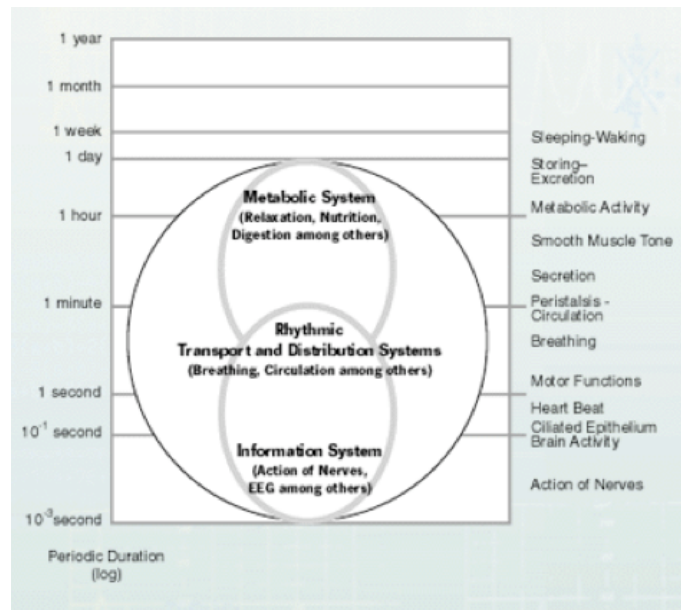 1 year
1 month
1 week
1 day
1 hour
1 minute
1 second
10⁻¹ second
10⁻³second
Periodic Duration
(log)
Metabolic System
(Relaxation, Nutrition,
Digestion among others)
Rhythmic
Transport and Distribution Systems
(Breathing, Circulation among others)
Information System
(Action of Nerves,
EEG among others)
Sleeping-Waking
Storing–
Excretion
Metabolic Activity
Smooth Muscle Tone
Secretion
Peristalsis -
Circulation
Breathing
Motor Functions
Heart Beat
Ciliated Epithelium
Brain Activity
Action of Nerves